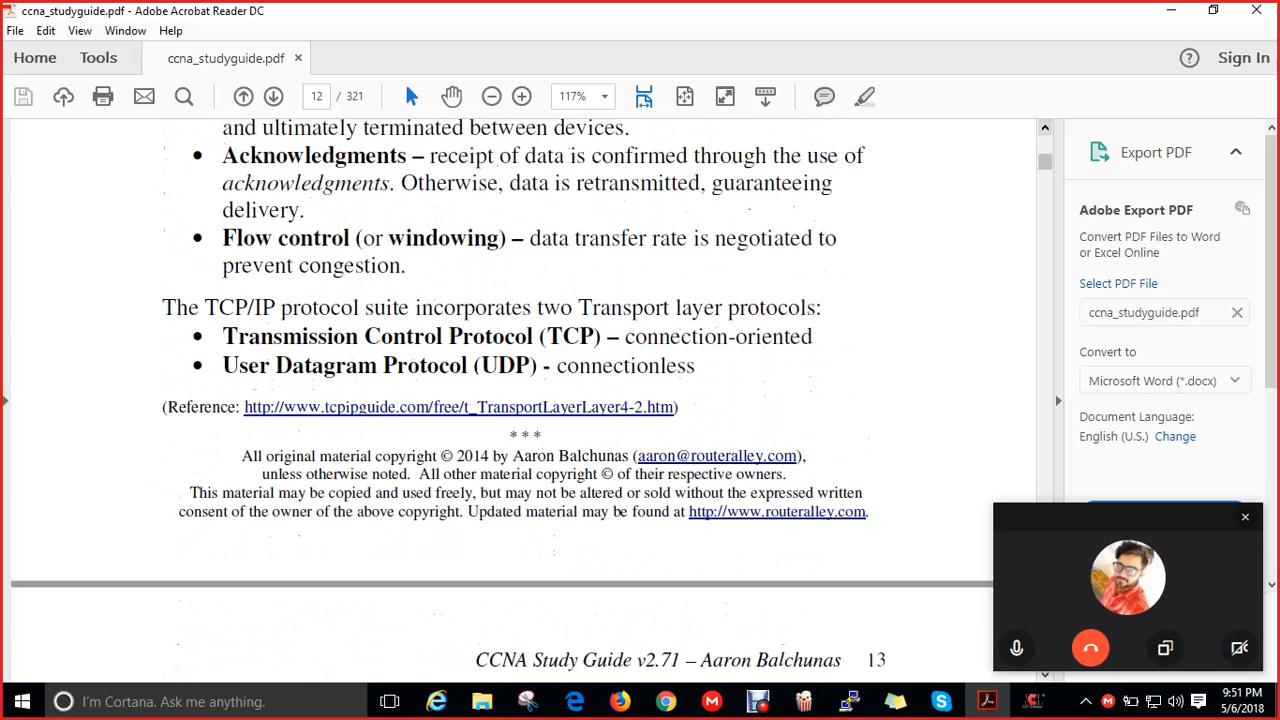 ccna_studyguide.pdf - Adobe Acrobat Reader DC
File Edit View Window Help
Home Tools ccna_studyguide.pdf × Sign In
12 / 321 117%
and ultimately terminated between devices.
• Acknowledgments – receipt of data is confirmed through the use of
acknowledgments. Otherwise, data is retransmitted, guaranteeing
delivery.
• Flow control (or windowing) – data transfer rate is negotiated to
prevent congestion.
The TCP/IP protocol suite incorporates two Transport layer protocols:
• Transmission Control Protocol (TCP) – connection-oriented
• User Datagram Protocol (UDP) - connectionless
(Reference: http://www.tcpipguide.com/free/t_TransportLayerLayer4-2.htm)
* * *
All original material copyright © 2014 by Aaron Balchunas (aaron@routeralley.com),
unless otherwise noted. All other material copyright © of their respective owners.
This material may be copied and used freely, but may not be altered or sold without the expressed written
consent of the owner of the above copyright. Updated material may be found at http://www.routeralley.com.
CCNA Study Guide v2.71 – Aaron Balchunas 13
Export PDF
Adobe Export PDF
Convert PDF Files to Word
or Excel Online
Select PDF File
ccna_studyguide.pdf
Convert to
Microsoft Word (*.docx)
Document Language:
English (U.S.) Change
I'm Cortana. Ask me anything.
9:51 PM
5/6/2018